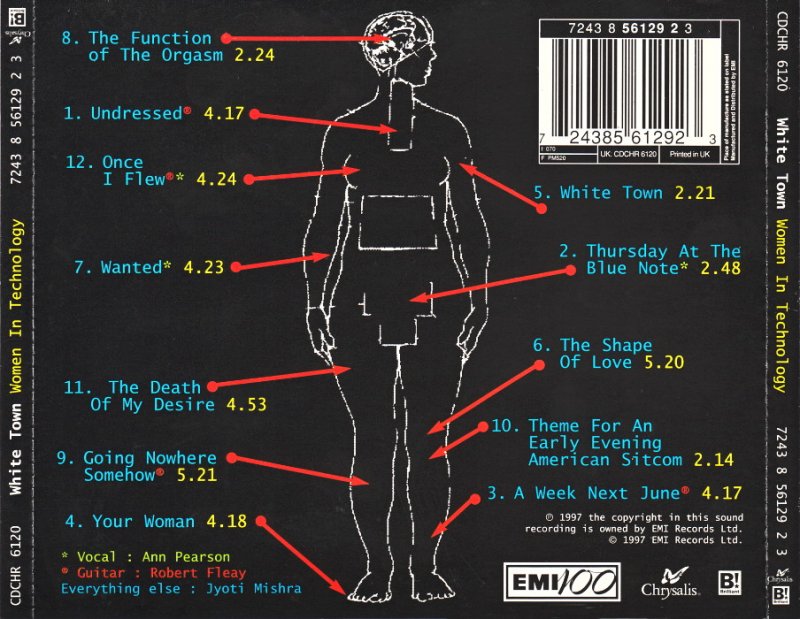 CDCHR 6120 White Town Women In Technology 7243 8 56129 2 3
Chrysalis
B!
8. The Function
of The Orgasm 2.24
1. Undressed® 4.17
12. Once
I Flew®* 4.24
7. Wanted* 4.23
11. The Death
Of My Desire 4.53
9. Going Nowhere
Somehow® 5.21
4. Your Woman 4.18
* Vocal : Ann Pearson
® Guitar : Robert Fleay
Everything else : Jyoti Mishra
7243 8 56129 2 3
7 24385 61292 3
F 070
F PM520
UK: CDCHR 6120
Printed in UK
Place of manufacture as stated on label
Manufactured and Distributed by EMI
5. White Town 2.21
2. Thursday At The
Blue Note* 2.48
6. The Shape
Of Love 5.20
10. Theme For An
Early Evening
American Sitcom 2.14
3. A Week Next June® 4.17
℗ 1997 the copyright in this sound
recording is owned by EMI Records Ltd.
© 1997 EMI Records Ltd.
EMI100
Chrysalis
B!
Brilliant
CDCHR 6120 White Town Women In Technology 7243 8 56129 2 3
Chrysalis
B!
Brilliant